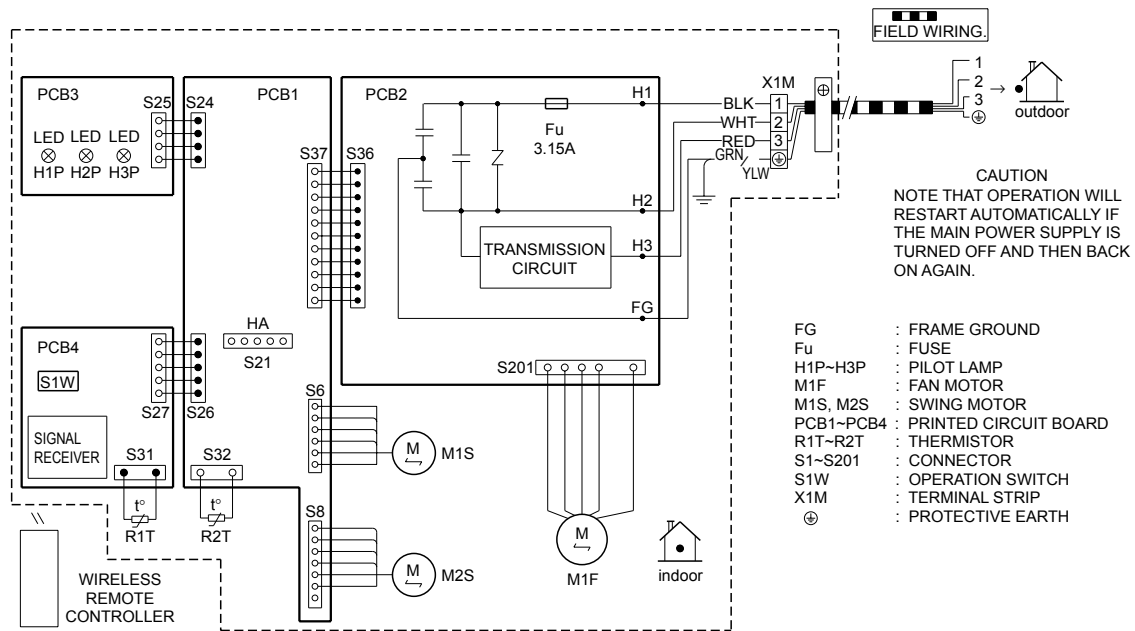 FIELD WIRING.
1
2
3
outdoor
PCB3
S25
S24
PCB1
PCB2
H1
X1M
BLK
1
WHT
2
RED
3
GRN
YLW
LED LED LED
H1P H2P H3P
Fu
3.15A
S37
S36
H2
TRANSMISSION
CIRCUIT
H3
FG
CAUTION
NOTE THAT OPERATION WILL
RESTART AUTOMATICALLY IF
THE MAIN POWER SUPPLY IS
TURNED OFF AND THEN BACK
ON AGAIN.
PCB4
HA
S21
S1W
S27
S26
S201
S6
SIGNAL
RECEIVER
S31
S32
M
M1S
t°
R1T
t°
R2T
S8
M
M2S
M
M1F
indoor
WIRELESS
REMOTE
CONTROLLER
FG : FRAME GROUND
Fu : FUSE
H1P~H3P : PILOT LAMP
M1F : FAN MOTOR
M1S, M2S : SWING MOTOR
PCB1~PCB4 : PRINTED CIRCUIT BOARD
R1T~R2T : THERMISTOR
S1~S201 : CONNECTOR
S1W : OPERATION SWITCH
X1M : TERMINAL STRIP
: PROTECTIVE EARTH